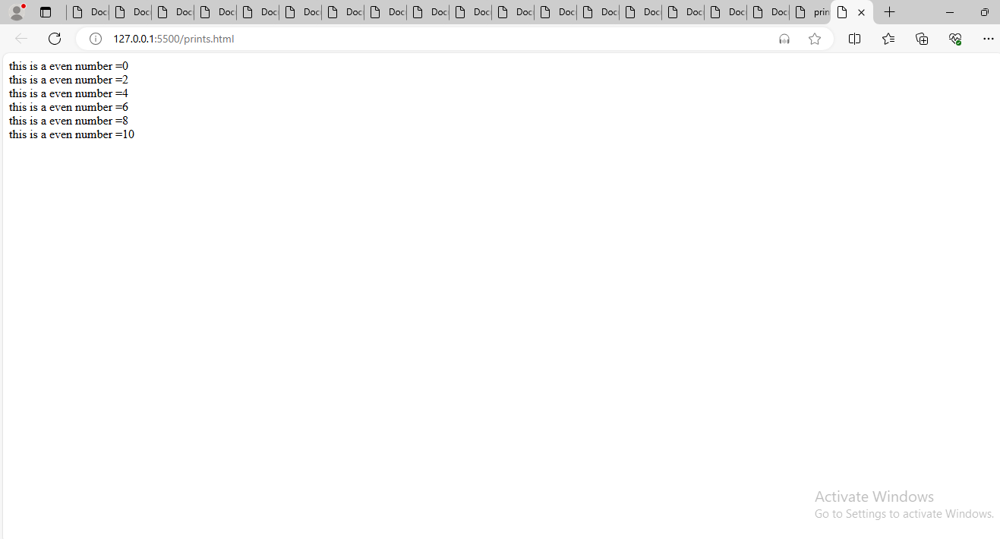 Doc Doc Doc Doc Doc Doc Doc Doc Doc Doc Doc Doc Doc Doc Doc Doc Doc prin
127.0.0.1:5500/prints.html
this is a even number =0
this is a even number =2
this is a even number =4
this is a even number =6
this is a even number =8
this is a even number =10
Activate Windows
Go to Settings to activate Windows.